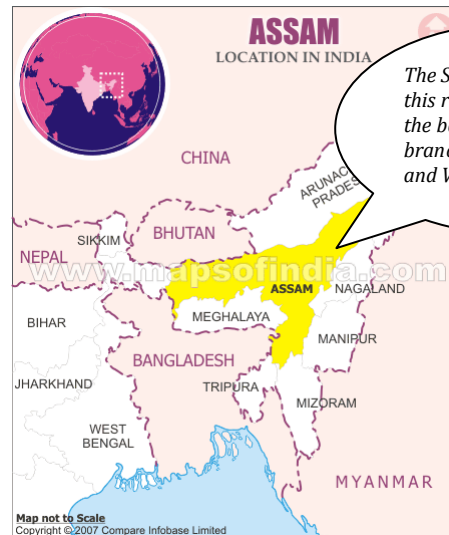 ASSAM
LOCATION IN INDIA
The
this
the
and
CHINA
ARUNAC
PRADES
SIKKIM
BHUTAN
NEPAL
www.mapsofindia.com
ASSAM
NAGALAND
BIHAR
MEGHALAYA
MANIPUR
BANGLADESH
JHARKHAND
TRIPURA
MIZORAM
WEST
BENGAL
MYANMAR
Map not to Scale
Copyright © 2007 Compare Infobase Limited